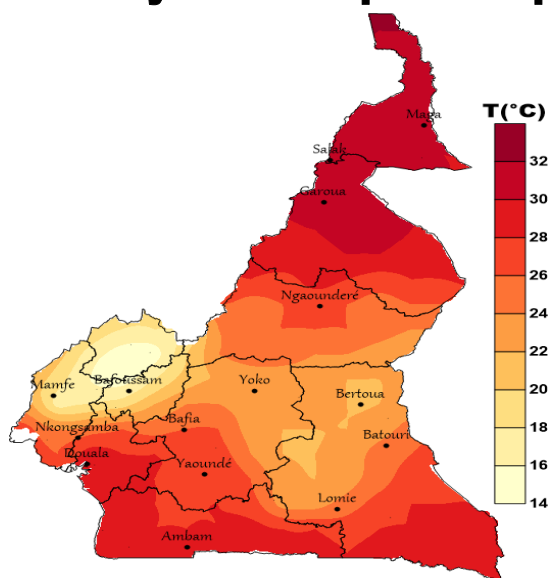 T(°C)
Maga
32
Salak
30
Garoua
28
26
Ngaounderé
24
22
20
Mamfe
Bafoussam
Yoko
Bertoua
18
Nkongsamba
Bafia
Batouri
16
Douala
Yaoundé
14
Lomie
Ambam